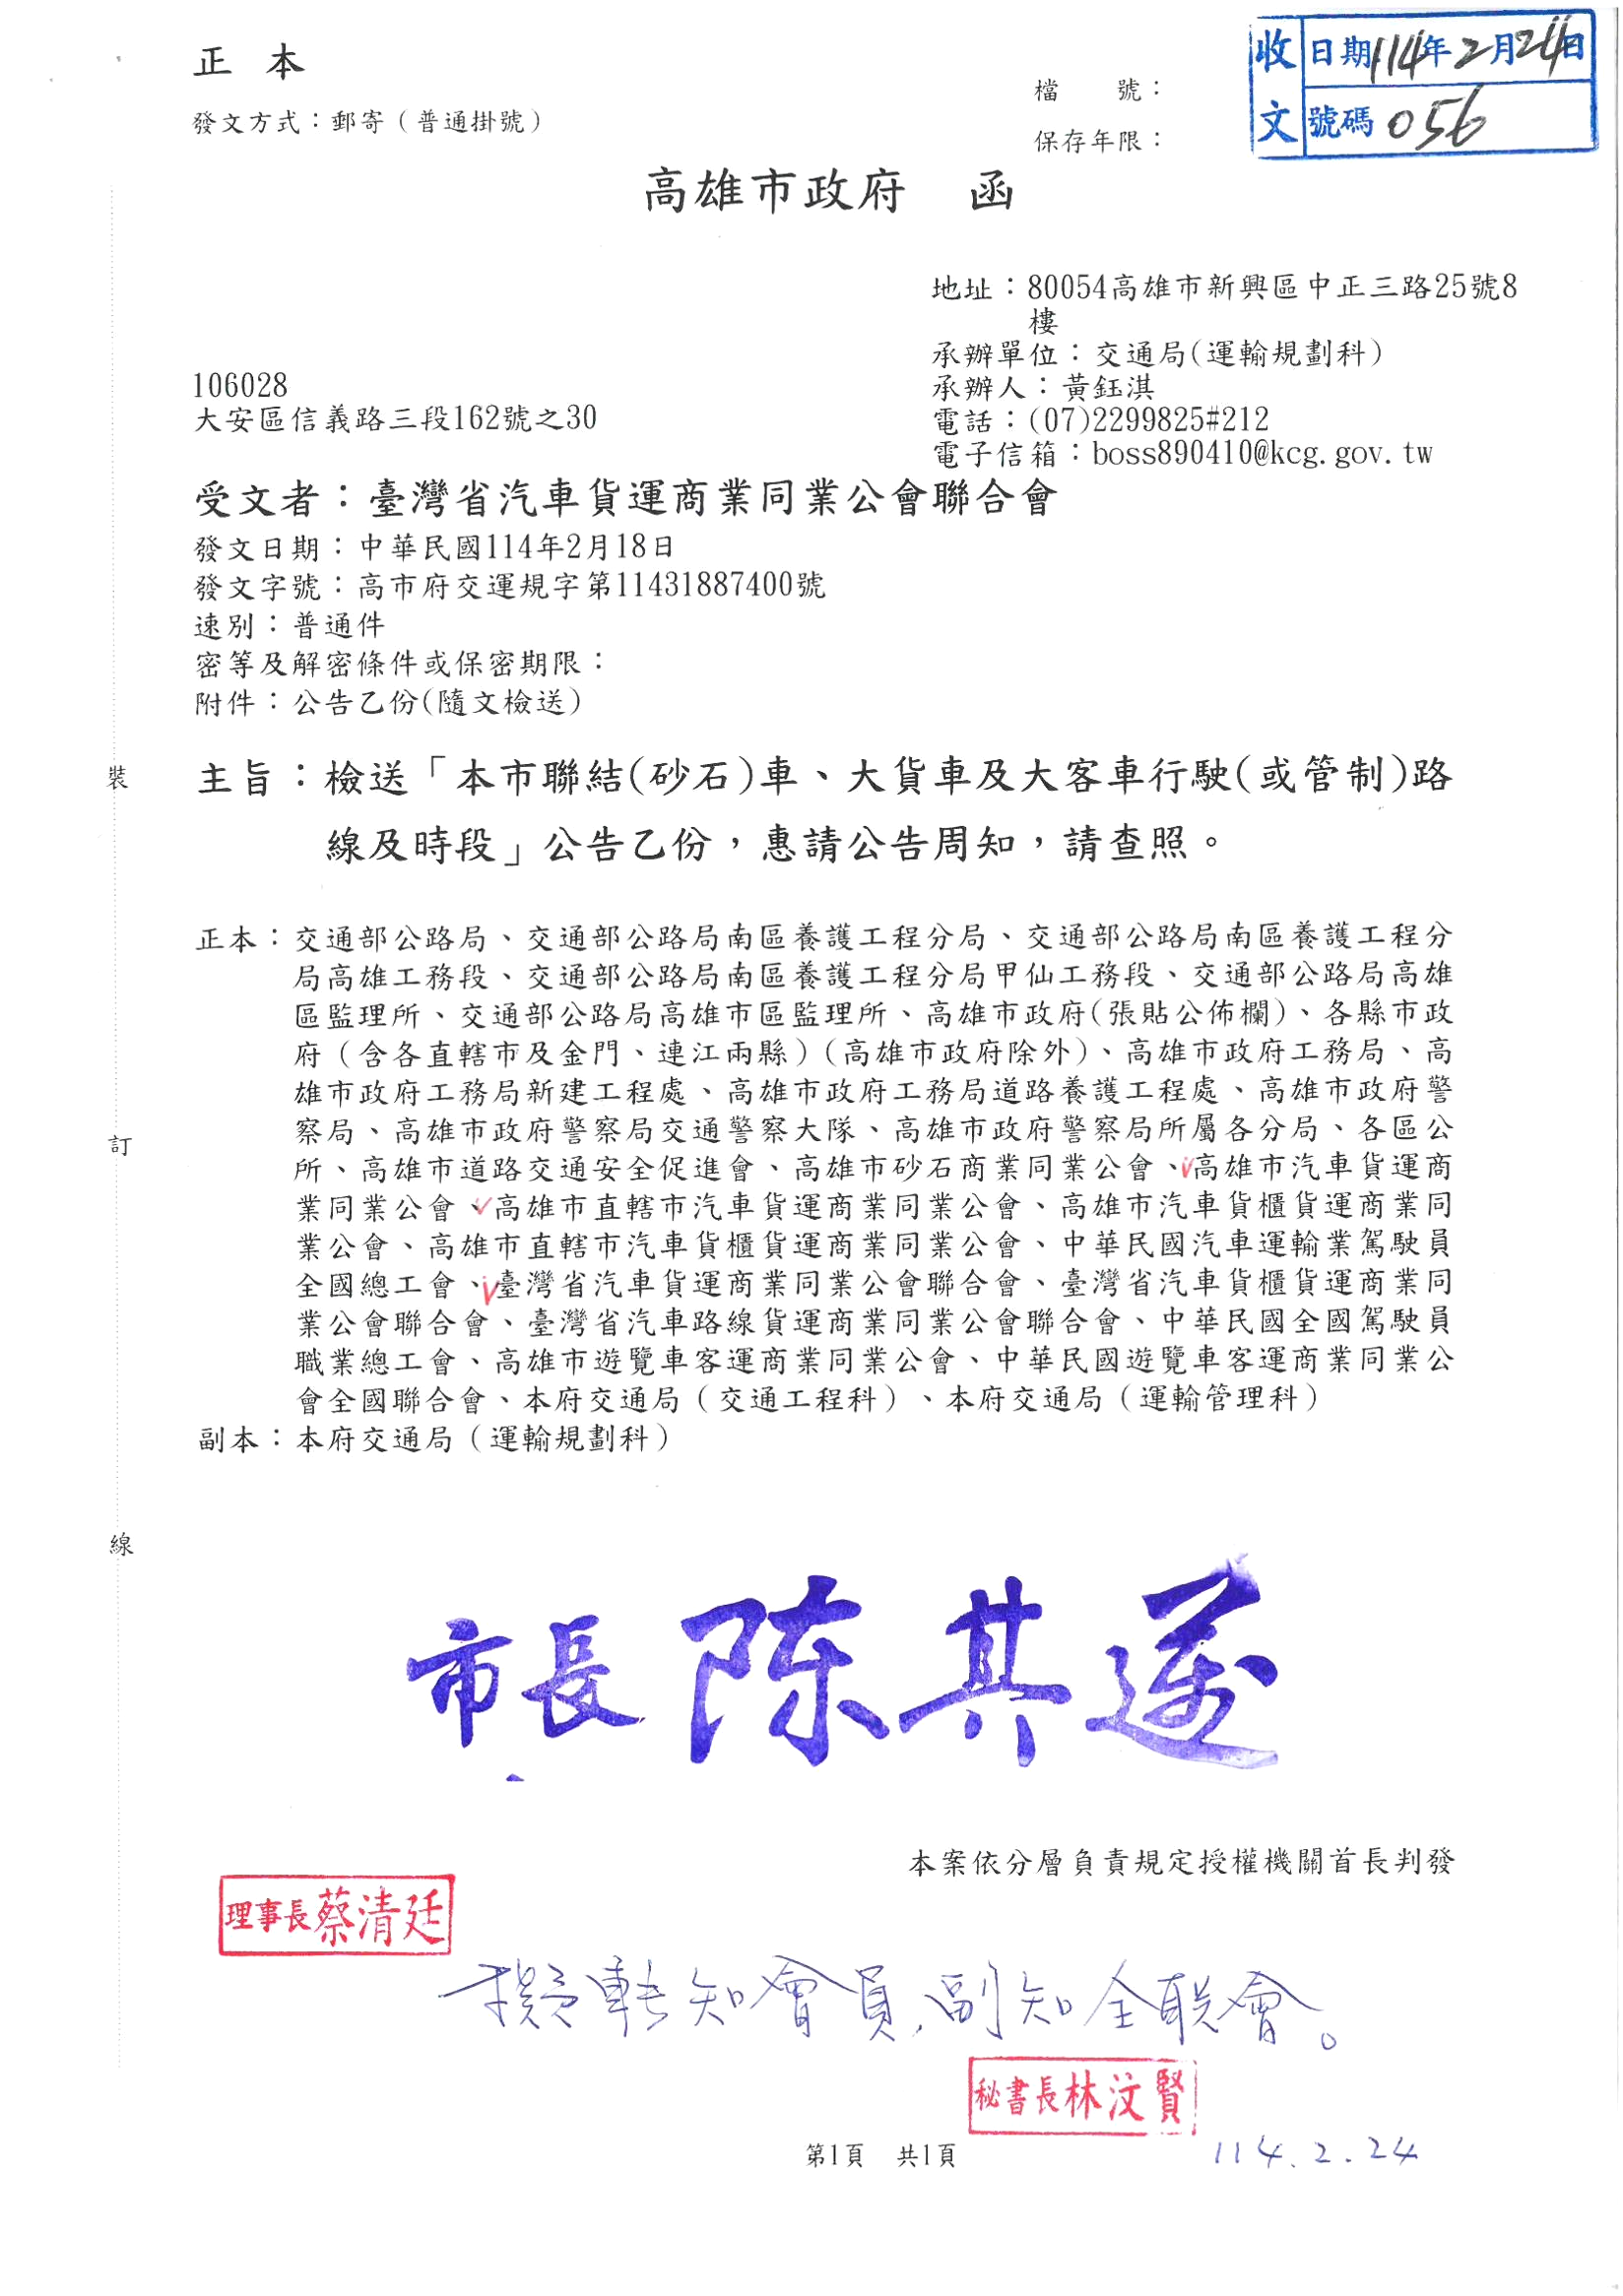 正本
發文方式：郵寄（普通掛號）
檔　　號：
保存年限：
收文
日期114年2月24日
號碼056
高雄市政府　函
地址：80054高雄市新興區中正三路25號8
樓
承辦單位：交通局(運輸規劃科)
承辦人：黃鈺淇
電話：(07)2299825#212
電子信箱：boss890410@kcg.gov.tw
106028
大安區信義路三段162號之30
受文者：臺灣省汽車貨運商業同業公會聯合會
發文日期：中華民國114年2月18日
發文字號：高市府交運規字第11431887400號
速別：普通件
密等及解密條件或保密期限：
附件：公告乙份(隨文檢送)
主旨：檢送「本市聯結(砂石)車、大貨車及大客車行駛(或管制)路
線及時段」公告乙份，惠請公告周知，請查照。
正本：交通部公路局、交通部公路局南區養護工程分局、交通部公路局南區養護工程分
局高雄工務段、交通部公路局南區養護工程分局甲仙工務段、交通部公路局高雄
區監理所、交通部公路局高雄市區監理所、高雄市政府(張貼公佈欄)、各縣市政
府（含各直轄市及金門、連江兩縣）(高雄市政府除外)、高雄市政府工務局、高
雄市政府工務局新建工程處、高雄市政府工務局道路養護工程處、高雄市政府警
察局、高雄市政府警察局交通警察大隊、高雄市政府警察局所屬各分局、各區公
所、高雄市道路交通安全促進會、高雄市砂石商業同業公會、高雄市汽車貨運商
業同業公會、高雄市直轄市汽車貨運商業同業公會、高雄市汽車貨櫃貨運商業同
業公會、高雄市直轄市汽車貨櫃貨運商業同業公會、中華民國汽車運輸業駕駛員
全國總工會、臺灣省汽車貨運商業同業公會聯合會、臺灣省汽車貨櫃貨運商業同
業公會聯合會、臺灣省汽車路線貨運商業同業公會聯合會、中華民國全國駕駛員
職業總工會、高雄市遊覽車客運商業同業公會、中華民國遊覽車客運商業同業公
會全國聯合會、本府交通局（交通工程科）、本府交通局（運輸管理科）
副本：本府交通局（運輸規劃科）
裝
訂
線
市長 陳其邁
本案依分層負責規定授權機關首長判發
理事長蔡清廷
擬轉知會員，副知全联會。
秘書長林汶賢
114.2.24
第1頁　共1頁